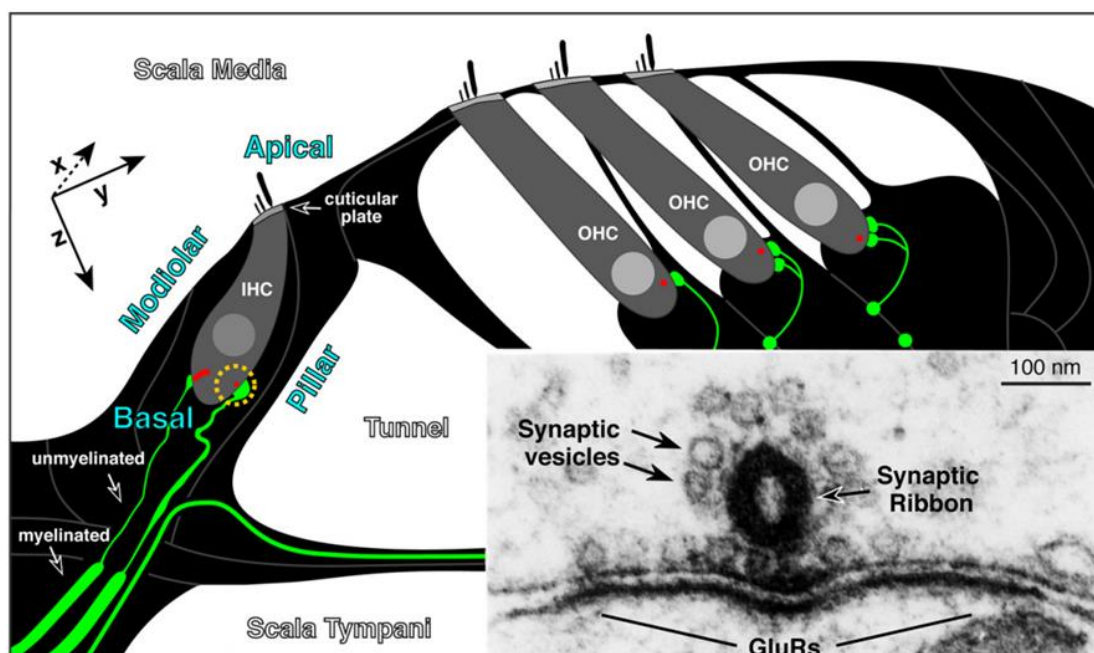 Scala Media
x
y
z
Apical
cuticular
plate
Modiolar
IHC
Pillar
Basal
unmyelinated
myelinated
Tunnel
Scala Tympani
OHC
OHC
OHC
100 nm
Synaptic
vesicles
Synaptic
Ribbon
GluRs